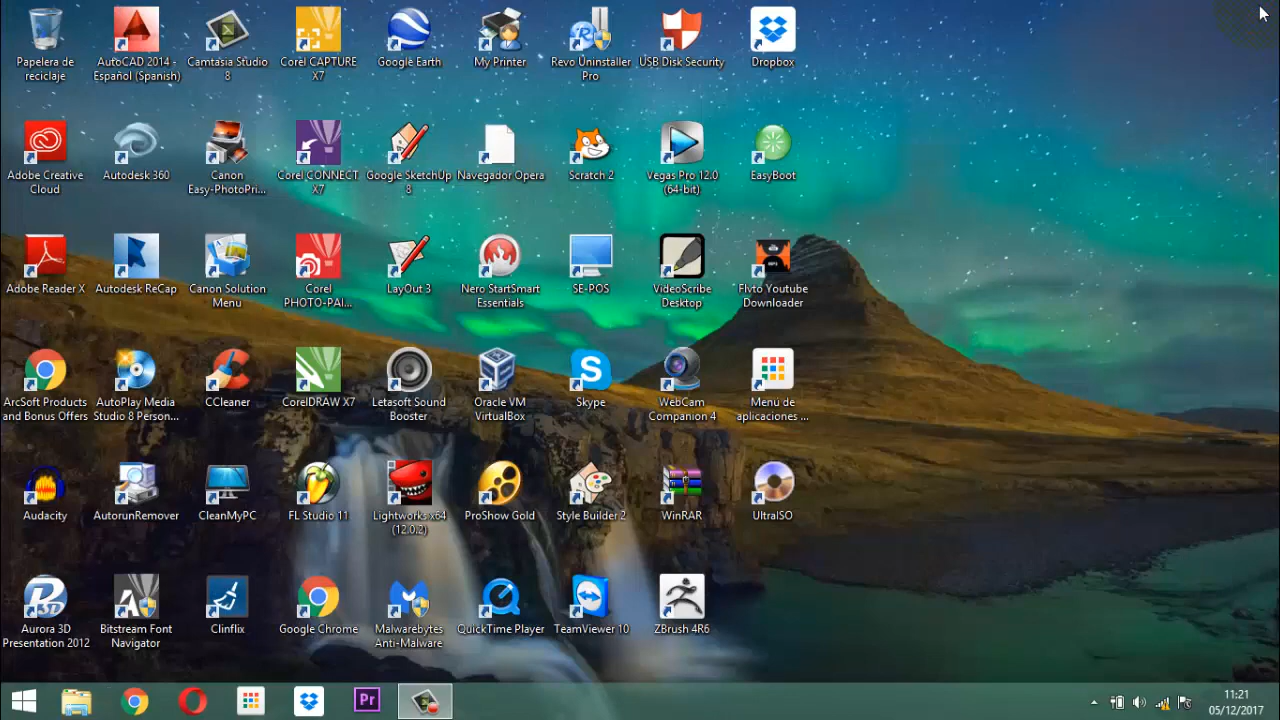 Papelera de
reciclaje
AutoCAD 2014 -
Español (Spanish)
Camtasia Studio
8
Corel CAPTURE
X7
Google Earth
My Printer
Revo Uninstaller
Pro
USB Disk Security
Dropbox
Adobe Creative
Cloud
Autodesk 360
Canon
Easy-PhotoPri...
Corel CONNECT
X7
Google SketchUp
8
Navegador Opera
Scratch 2
Vegas Pro 12.0
(64-bit)
EasyBoot
Adobe Reader X
Autodesk ReCap
Canon Solution
Menu
Corel
PHOTO-PAI...
LayOut 3
Nero StartSmart
Essentials
SE-POS
VideoScribe
Desktop
Flvto Youtube
Downloader
ArcSoft Products
and Bonus Offers
AutoPlay Media
Studio 8 Person...
CCleaner
CorelDRAW X7
Letasoft Sound
Booster
Oracle VM
VirtualBox
Skype
WebCam
Companion 4
Menú de
aplicaciones ...
Audacity
AutorunRemover
CleanMyPC
FL Studio 11
Lightworks x64
(12.0.2)
ProShow Gold
Style Builder 2
WinRAR
UltraISO
Aurora 3D
Presentation 2012
Bitstream Font
Navigator
Clinflix
Google Chrome
Malwarebytes
Anti-Malware
QuickTime Player
TeamViewer 10
ZBrush 4R6
Pr
11:21
05/12/2017